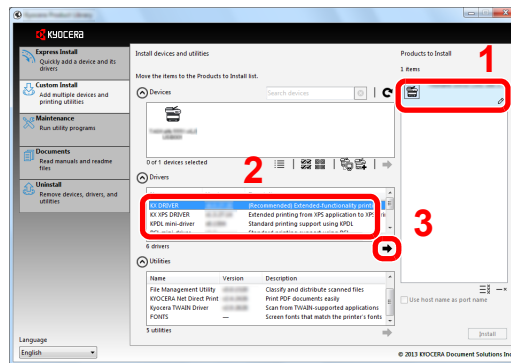 KYOCERA
Express Install
Quickly add a device and its
drivers
Custom Install
Add multiple devices and
printing utilities
Maintenance
Run utility programs
Documents
Read manuals and readme
files
Uninstall
Remove devices, drivers, and
utilities
Language
English
Install devices and utilities
Move the items to the Products to Install list.
Devices
Search devices
0 of 1 devices selected
2
Drivers
KX DRIVER (Recommended) Extended-functionality printi
KX XPS DRIVER Extended printing from XPS application to XPS
KPDL mini-driver Standard printing support using KPDL
6 drivers
3
Utilities
Name Version Description
File Management Utility Classify and distribute scanned files
KYOCERA Net Direct Print Print PDF documents easily
Kyocera TWAIN Driver Scan from TWAIN-supported applications
FONTS — Screen fonts that match the printer's fonts
5 utilities
Products to Install
1
1 items
Use host name as port name
Install
© 2013 KYOCERA Document Solutions Inc